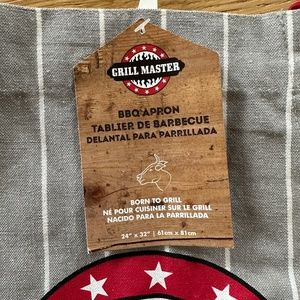 GRILL MASTER
BBQ APRON
TABLIER DE BARBECUE
DELANTAL PARA PARRILLADA
BORN TO GRILL
NÉ POUR CUISINER SUR LE GRILL
NACIDO PARA LA PARRILLADA
24" x 32" | 61cm x 81cm